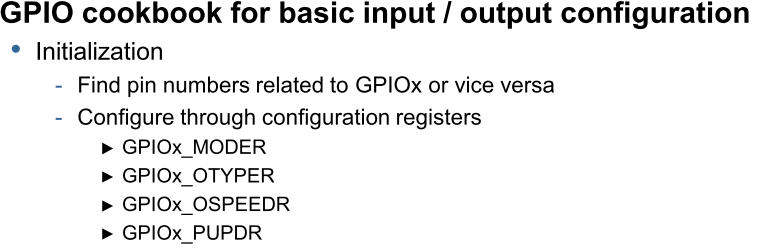 GPIO cookbook for basic input / output configuration
• Initialization
- Find pin numbers related to GPIOx or vice versa
- Configure through configuration registers
► GPIOx_MODER
► GPIOx_OTYPER
► GPIOx_OSPEEDR
► GPIOx_PUPDR